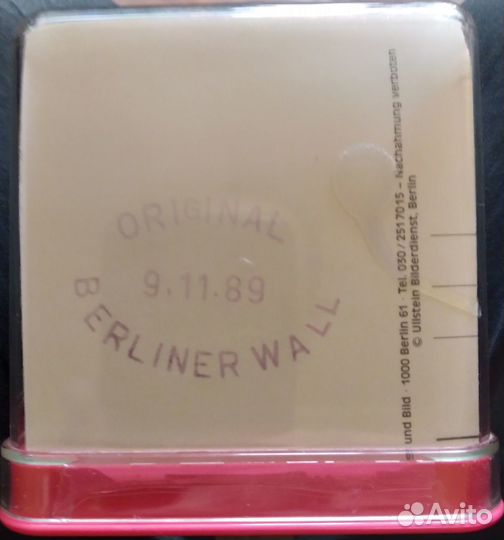 ORIGINAL
9.11.89
BERLINER WALL
und Bild · 1000 Berlin 61 · Tel. 030/2517015 – Nachahmung verboten
© Ullstein Bilderdienst, Berlin
Avito